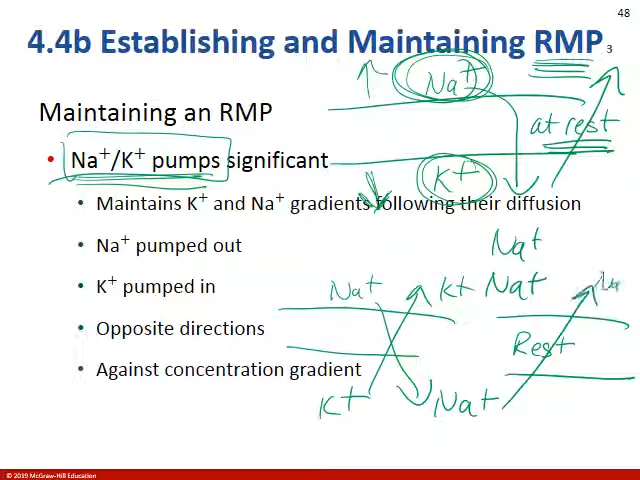 48
4.4b Establishing and Maintaining RMP 3
Na+
Maintaining an RMP
at rest
• Na+/K+ pumps significant
K+
• Maintains K+ and Na+ gradients following their diffusion
• Na+ pumped out
Na+
• K+ pumped in
Na+ K+ Na+
• Opposite directions
Rest
• Against concentration gradient
K+ Na+
© 2019 McGraw-Hill Education